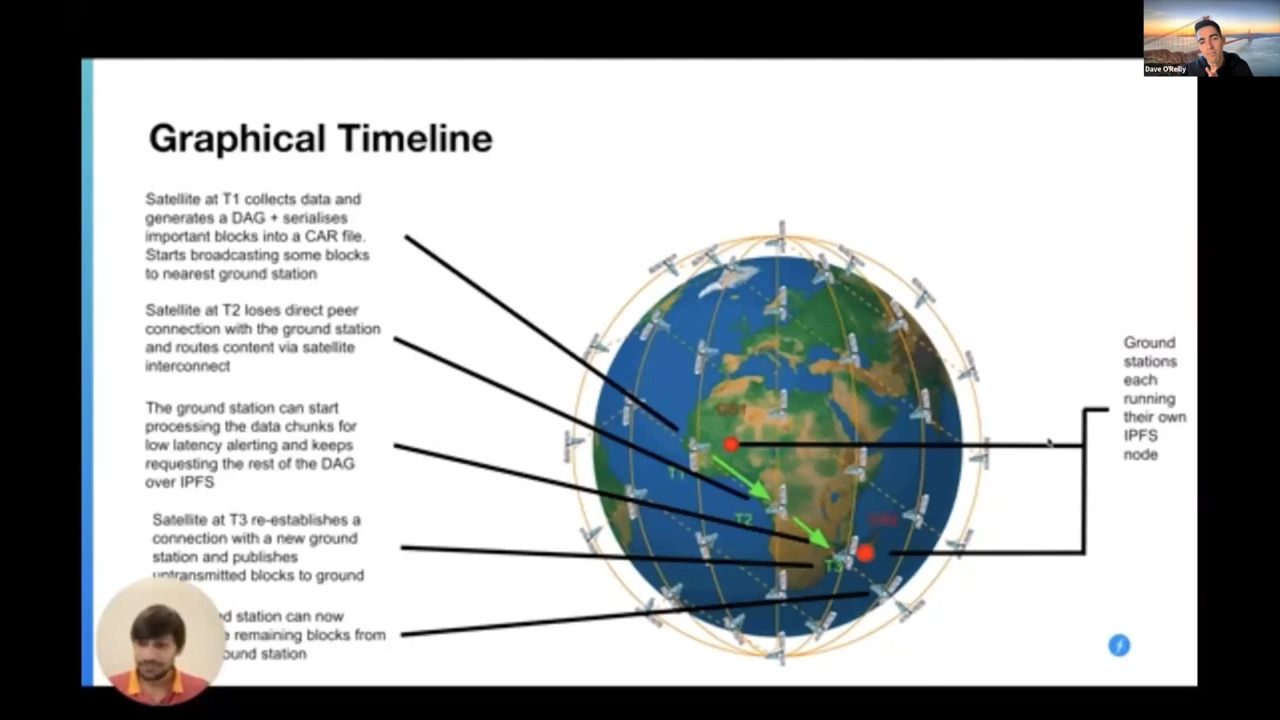 Dave O'Reilly
Graphical Timeline
Satellite at T1 collects data and
generates a DAG + serialises
important blocks into a CAR file.
Starts broadcasting some blocks
to nearest ground station
Satellite at T2 loses direct peer
connection with the ground station
and routes content via satellite
interconnect
The ground station can start
processing the data chunks for
low latency alerting and keeps
requesting the rest of the DAG
over IPFS
Satellite at T3 re-establishes a
connection with a new ground
station and publishes
untransmitted blocks to ground
station can now
remaining blocks from
station
GS1
T1
T2
T3
Ground
stations
each
running
their own
IPFS
node